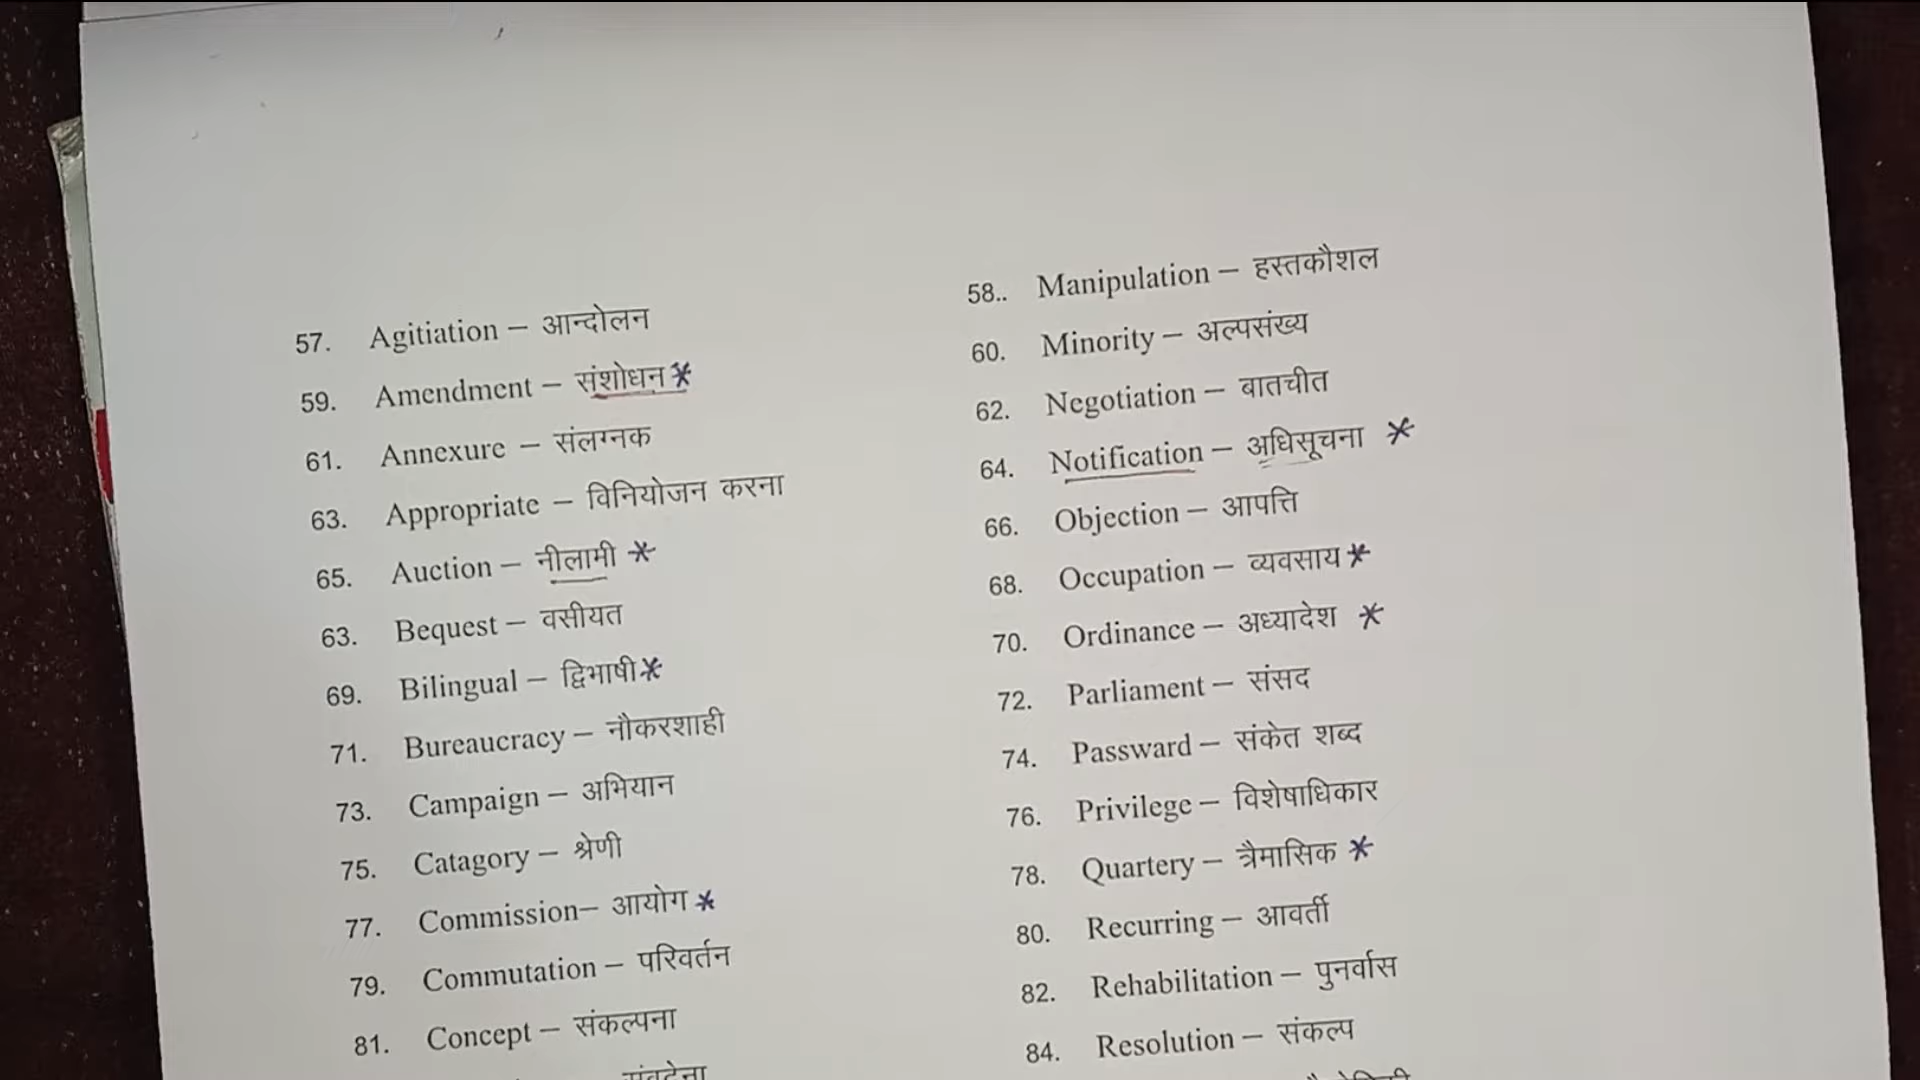 57. Agitiation – आन्दोलन
58.. Manipulation – हस्तकौशल
59. Amendment – संशोधन *
60. Minority – अल्पसंख्य
61. Annexure – संलग्नक
62. Negotiation – बातचीत
63. Appropriate – विनियोजन करना
64. Notification – अधिसूचना *
65. Auction – नीलामी *
66. Objection – आपत्ति
63. Bequest – वसीयत
68. Occupation – व्यवसाय *
69. Bilingual – द्विभाषी *
70. Ordinance – अध्यादेश *
71. Bureaucracy – नौकरशाही
72. Parliament – संसद
73. Campaign – अभियान
74. Passward – संकेत शब्द
75. Catagory – श्रेणी
76. Privilege – विशेषाधिकार
77. Commission– आयोग *
78. Quartery – त्रैमासिक *
79. Commutation – परिवर्तन
80. Recurring – आवर्ती
81. Concept – संकल्पना
82. Rehabilitation – पुनर्वास
84. Resolution – संकल्प